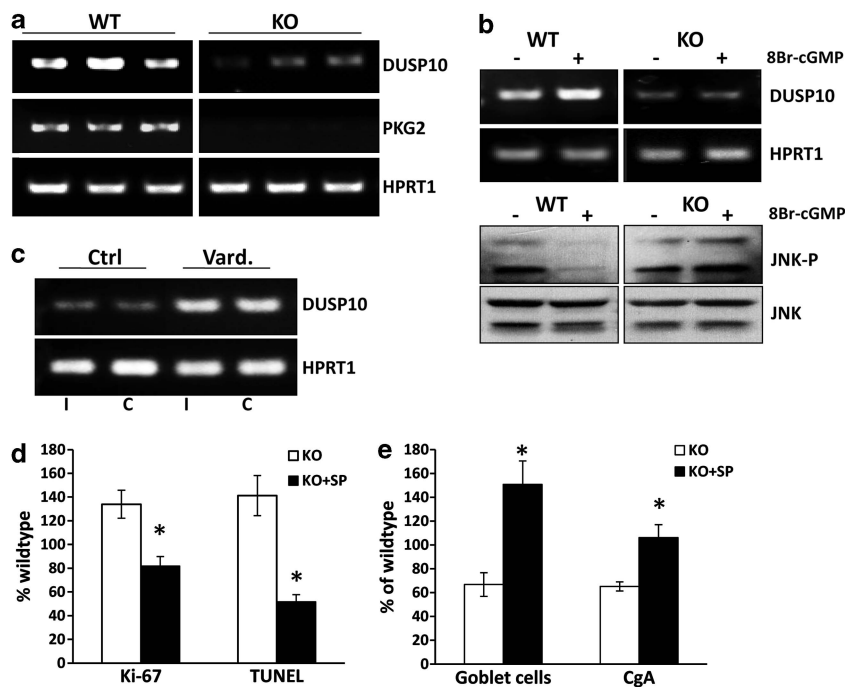 a
WT KO
DUSP10
PKG2
HPRT1
b
WT KO
- + - + 8Br-cGMP
DUSP10
HPRT1
WT KO
- + - + 8Br-cGMP
JNK-P
JNK
c
Ctrl Vard.
DUSP10
HPRT1
I C I C
d
% wildtype
180
160
140
120
100
80
60
40
20
0
KO
KO+SP
* *
Ki-67 TUNEL
e
% of wildtype
180
160
140
120
100
80
60
40
20
0
KO
KO+SP
* *
Goblet cells CgA